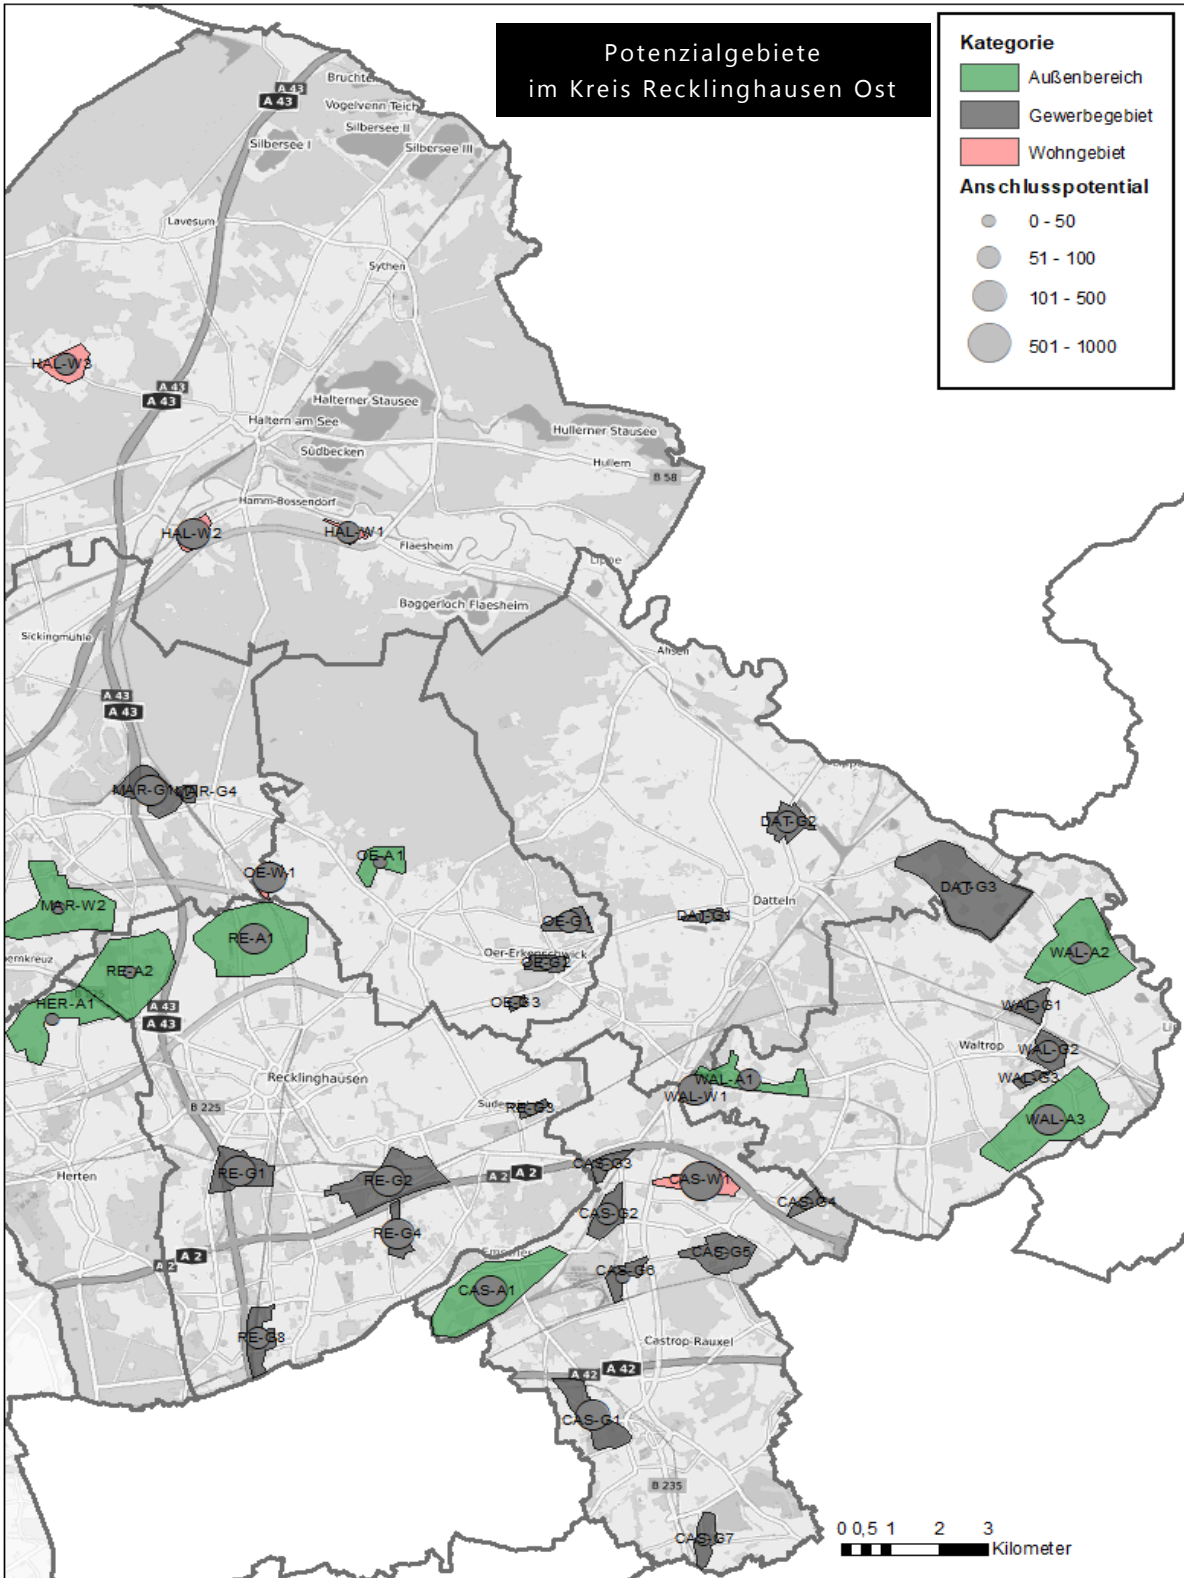 Potenzialgebiete
im Kreis Recklinghausen Ost
Kategorie
Außenbereich
Gewerbegebiet
Wohngebiet
Anschlusspotential
0 - 50
51 - 100
101 - 500
501 - 1000
A 43
A 43
Vogelvenn Teich
Silbersee II
Silbersee I
Silbersee III
Lavesum
Sythen
HAL-W3
A 43
A 43
Halterner Stausee
Haltern am See
Hullerner Stausee
Südbecken
Hullern
B 58
Hamm-Bossendorf
HAL-W2
HAL-W1
Flaesheim
Lippe
Baggerloch Flaesheim
Sickingmühle
Ahsen
A 43
A 43
MAR-G1
MAR-G4
DAT-G2
OE-A1
OE-W1
DAT-G3
MAR-W2
Datteln
DAT-G1
OE-G1
RE-A1
Oer-Erkenschwick
OE-G2
WAL-A2
RE-A2
HER-A1
OE-G3
WAL-G1
A 43
A 43
Waltrop
WAL-G2
Recklinghausen
WAL-A1
WAL-G3
WAL-W1
B 225
RE-G3
WAL-A3
Herten
RE-G1
RE-G2
A 2
A 2
CAS-G3
CAS-W1
CAS-G4
CAS-G2
RE-G4
A 2
A 2
CAS-G5
CAS-G6
CAS-A1
RE-G8
Castrop-Rauxel
A 42
A 42
CAS-G1
B 235
CAS-G7
0 0,5 1 2 3
Kilometer